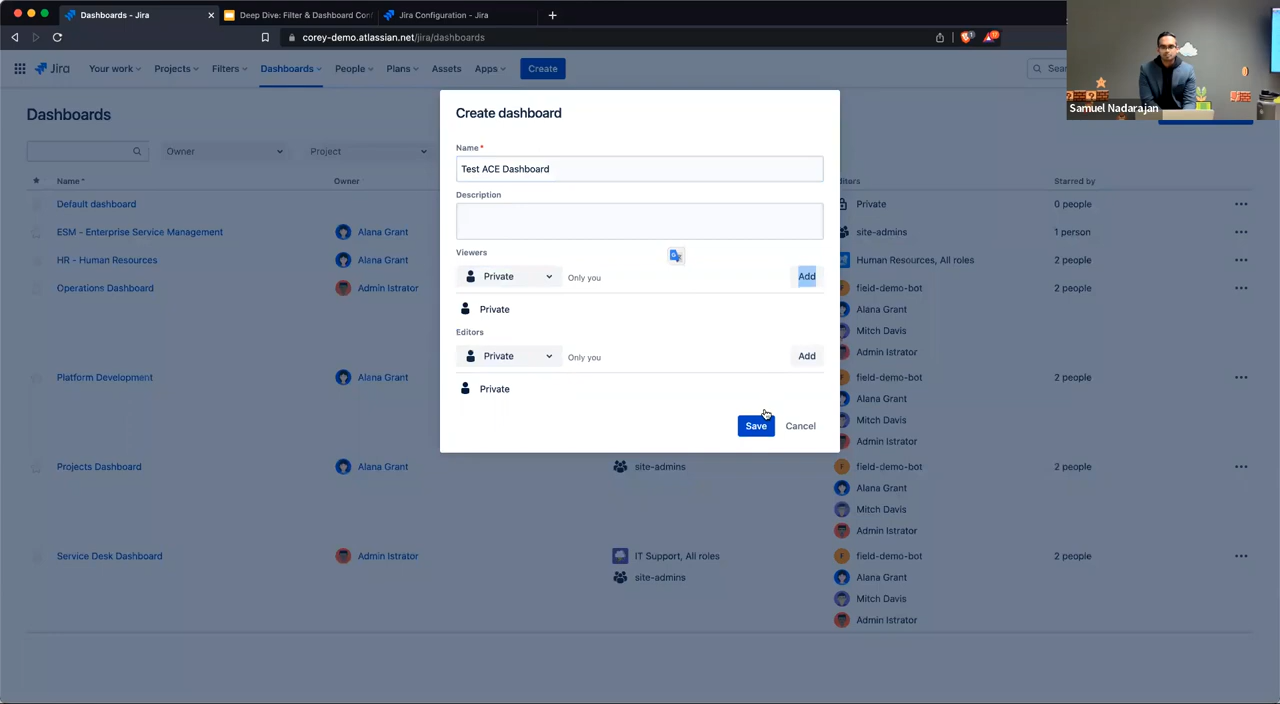 Dashboards - Jira
Deep Dive: Filter & Dashboard Con
Jira Configuration - Jira
corey-demo.atlassian.net/jira/dashboards
Jira
Your work
Projects
Filters
Dashboards
People
Plans
Assets
Apps
Create
Sear
Samuel Nadarajan
Dashboards
Owner
Project
Name
Owner
ditors
Starred by
Default dashboard
Private
0 people
ESM - Enterprise Service Management
Alana Grant
site-admins
1 person
HR - Human Resources
Alana Grant
Human Resources, All roles
2 people
Operations Dashboard
Admin Istrator
field-demo-bot
2 people
Alana Grant
Mitch Davis
Admin Istrator
Platform Development
Alana Grant
field-demo-bot
2 people
Alana Grant
Mitch Davis
Admin Istrator
Projects Dashboard
Alana Grant
site-admins
field-demo-bot
2 people
Alana Grant
Mitch Davis
Admin Istrator
Service Desk Dashboard
Admin Istrator
IT Support, All roles
site-admins
field-demo-bot
2 people
Alana Grant
Mitch Davis
Admin Istrator
Create dashboard
Name*
Test ACE Dashboard
Description
Viewers
Private
Only you
Add
Private
Editors
Private
Only you
Add
Private
Save
Cancel